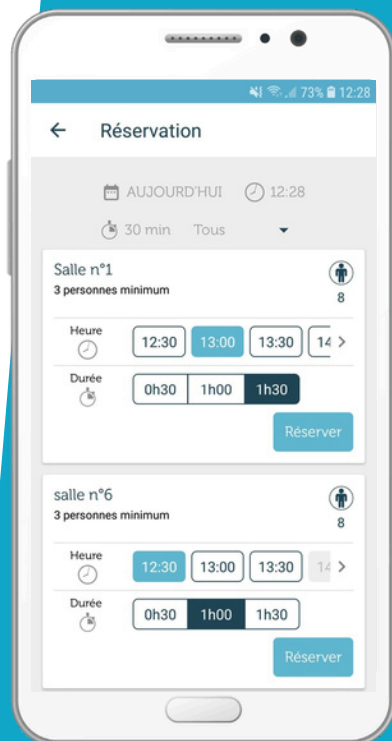 73% 12:28
Réservation
AUJOURD'HUI 12:28
30 min Tous
Salle n°1
3 personnes minimum
8
Heure
12:30 13:00 13:30 14
Durée
0h30 1h00 1h30
Réserver
salle n°6
3 personnes minimum
8
Heure
12:30 13:00 13:30 14
Durée
0h30 1h00 1h30
Réserver